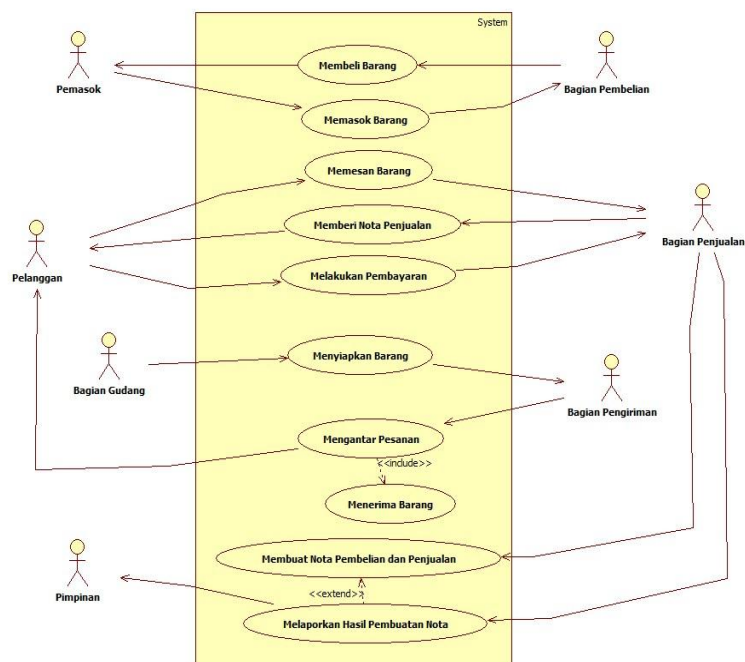 System
Pemasok
Membeli Barang
Bagian Pembelian
Memasok Barang
Memesan Barang
Memberi Nota Penjualan
Bagian Penjualan
Pelanggan
Melakukan Pembayaran
Menyiapkan Barang
Bagian Gudang
Bagian Pengiriman
Mengantar Pesanan
<<include>>
Menerima Barang
Membuat Nota Pembelian dan Penjualan
Pimpinan
<<extend>>
Melaporkan Hasil Pembuatan Nota